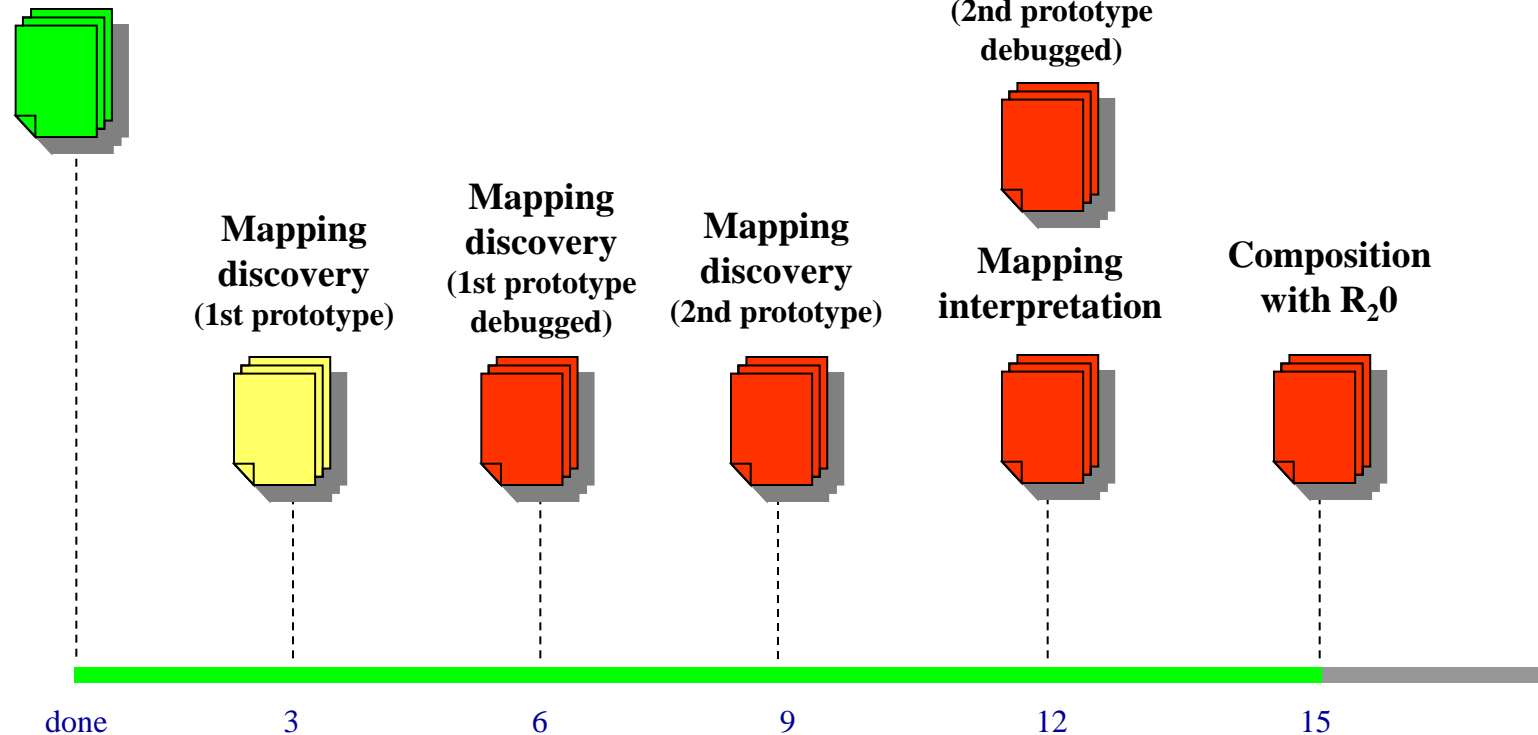 (2nd prototype
debugged)
Mapping
discovery
(1st prototype)
Mapping
discovery
(1st prototype
debugged)
Mapping
discovery
(2nd prototype)
Mapping
interpretation
Composition
with R₂0
done
3
6
9
12
15